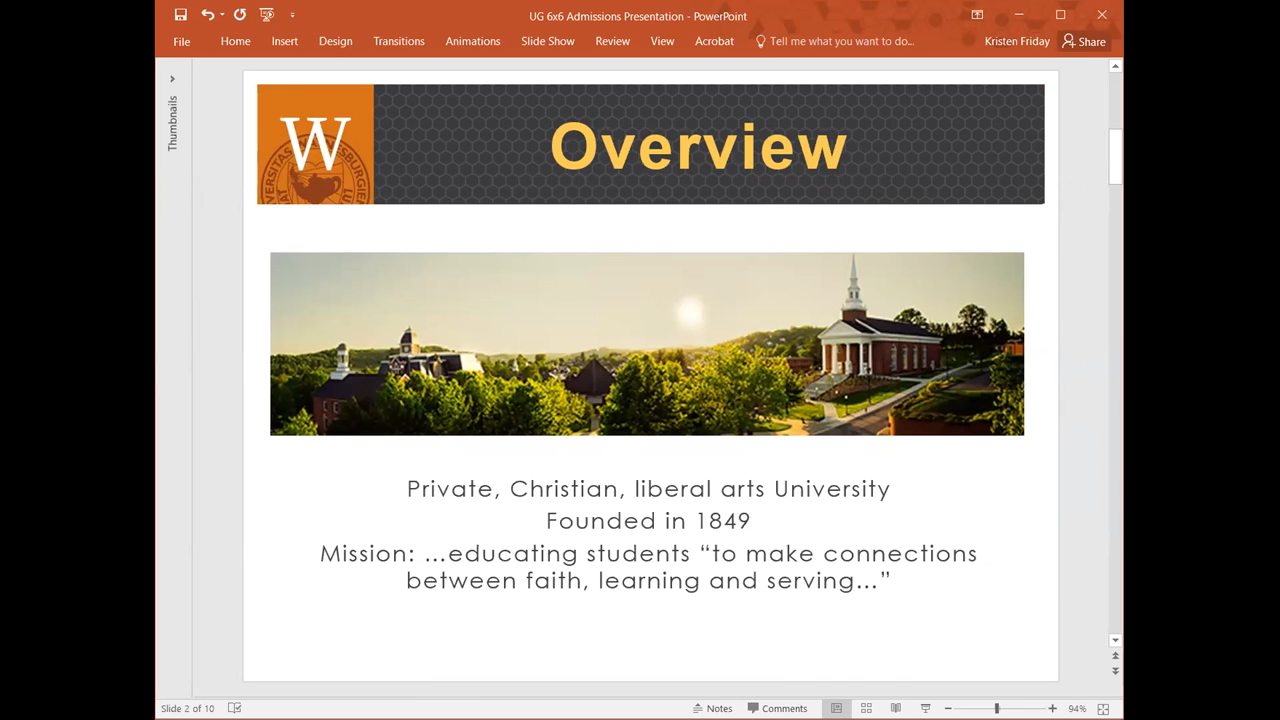 UG 6x6 Admissions Presentation - PowerPoint
File Home Insert Design Transitions Animations Slide Show Review View Acrobat Tell me what you want to do... Kristen Friday Share
Thumbnails
Overview
W
Private, Christian, liberal arts University
Founded in 1849
Mission: ...educating students “to make connections
between faith, learning and serving...”
Slide 2 of 10 Notes Comments 94%